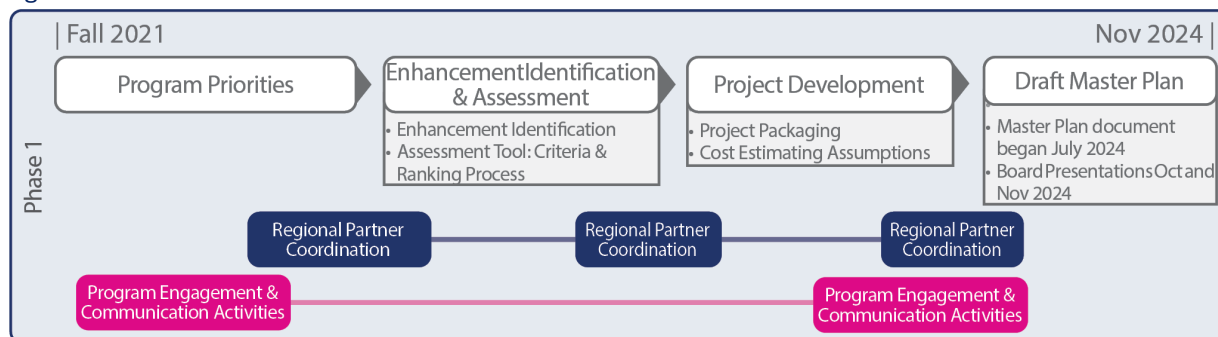 | Fall 2021
Nov 2024 |
Phase 1
Program Priorities
EnhancementIdentification
& Assessment
• Enhancement Identification
• Assessment Tool: Criteria &
Ranking Process
Project Development
• Project Packaging
• Cost Estimating Assumptions
Draft Master Plan
• Master Plan document
began July 2024
• Board Presentations Oct and
Nov 2024
Regional Partner
Coordination
Regional Partner
Coordination
Regional Partner
Coordination
Program Engagement &
Communication Activities
Program Engagement &
Communication Activities